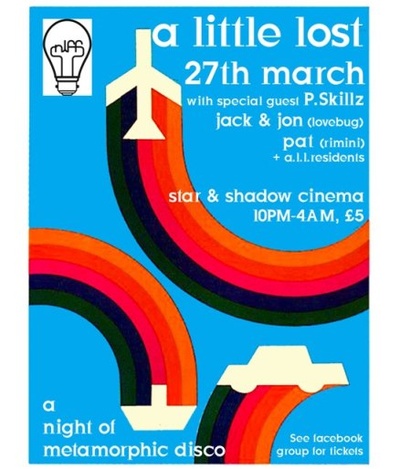 a little lost
27th march
with special guest P.Skillz
jack & jon (lovebug)
pat (rimini)
+ a.l.l.residents
star & shadow cinema
10PM-4AM, £5
a
night of
metamorphic disco
See facebook
group for tickets